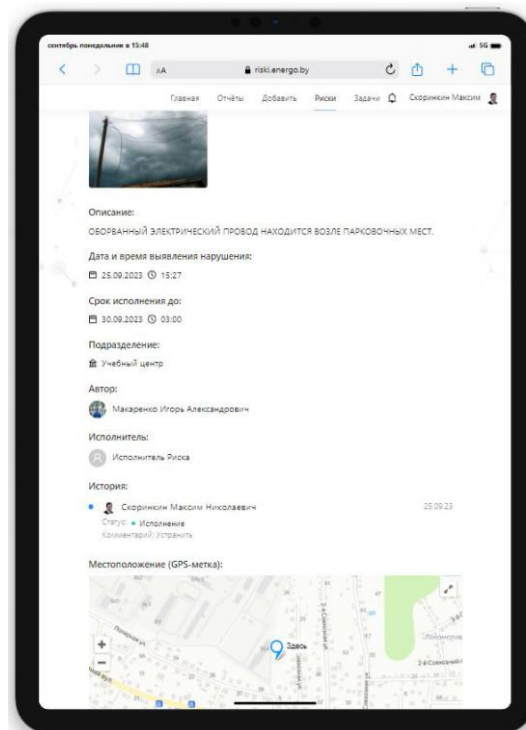 сентябрь понедельник в 15:48
5G
AA
riski.energo.by
Главная Отчёты Добавить Риски Задачи Скоринкин Максим
Описание:
ОБОРВАННЫЙ ЭЛЕКТРИЧЕСКИЙ ПРОВОД НАХОДИТСЯ ВОЗЛЕ ПАРКОВОЧНЫХ МЕСТ.
Дата и время выявления нарушения:
25.09.2023 15:27
Срок исполнения до:
30.09.2023 03:00
Подразделение:
Учебный центр
Автор:
Макаренко Игорь Александрович
Исполнитель:
Исполнитель Риска
История:
Скоринкин Максим Николаевич 25.09.23
Статус: Исполнение
Комментарий: Устранить
Местоположение (GPS-метка):
Здесь